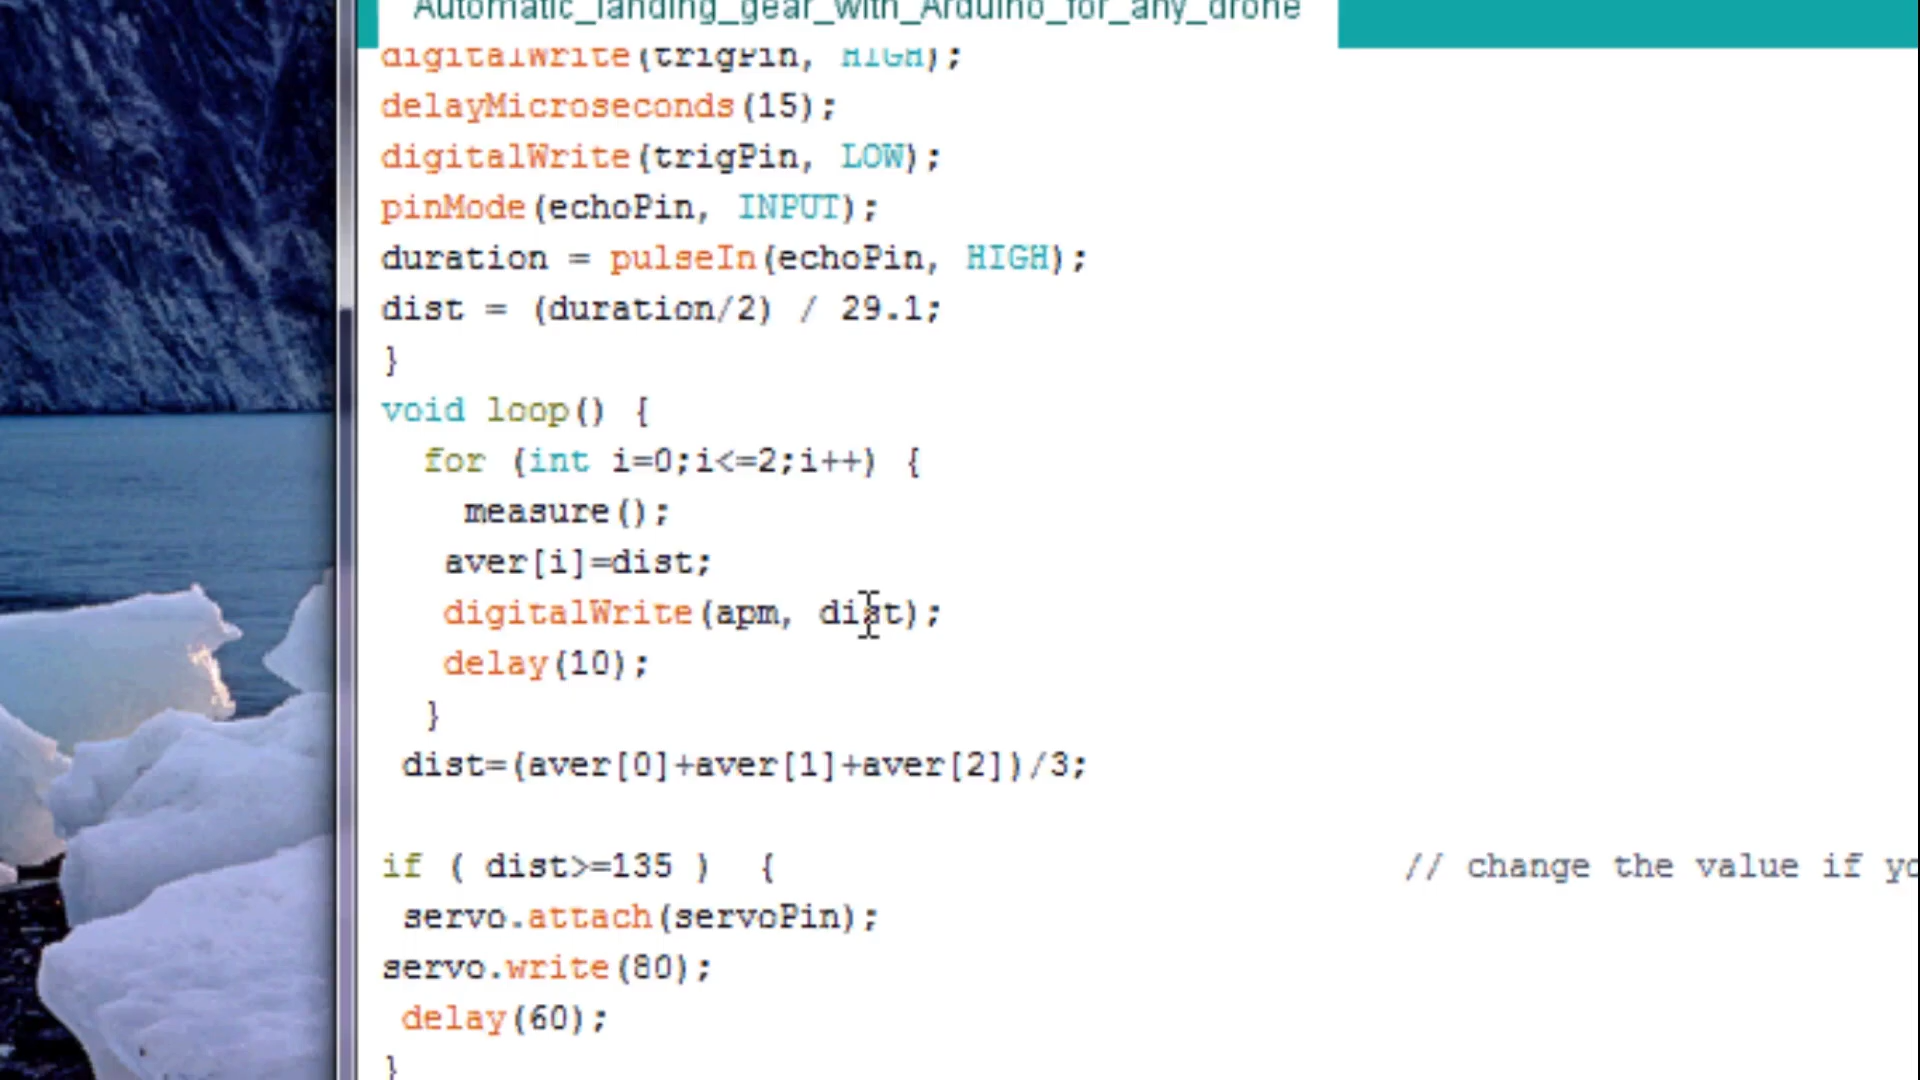 Automatic_landing_gear_with_Arduino_for_any_drone
digitalWrite(trigPin, HIGH);
delayMicroseconds(15);
digitalWrite(trigPin, LOW);
pinMode(echoPin, INPUT);
duration = pulseIn(echoPin, HIGH);
dist = (duration/2) / 29.1;
}
void loop() {
for (int i=0;i<=2;i++) {
measure();
aver[i]=dist;
digitalWrite(apm, dist);
delay(10);
}
dist=(aver[0]+aver[1]+aver[2])/3;
if ( dist>=135 ) { // change the value if
servo.attach(servoPin);
servo.write(80);
delay(60);
}